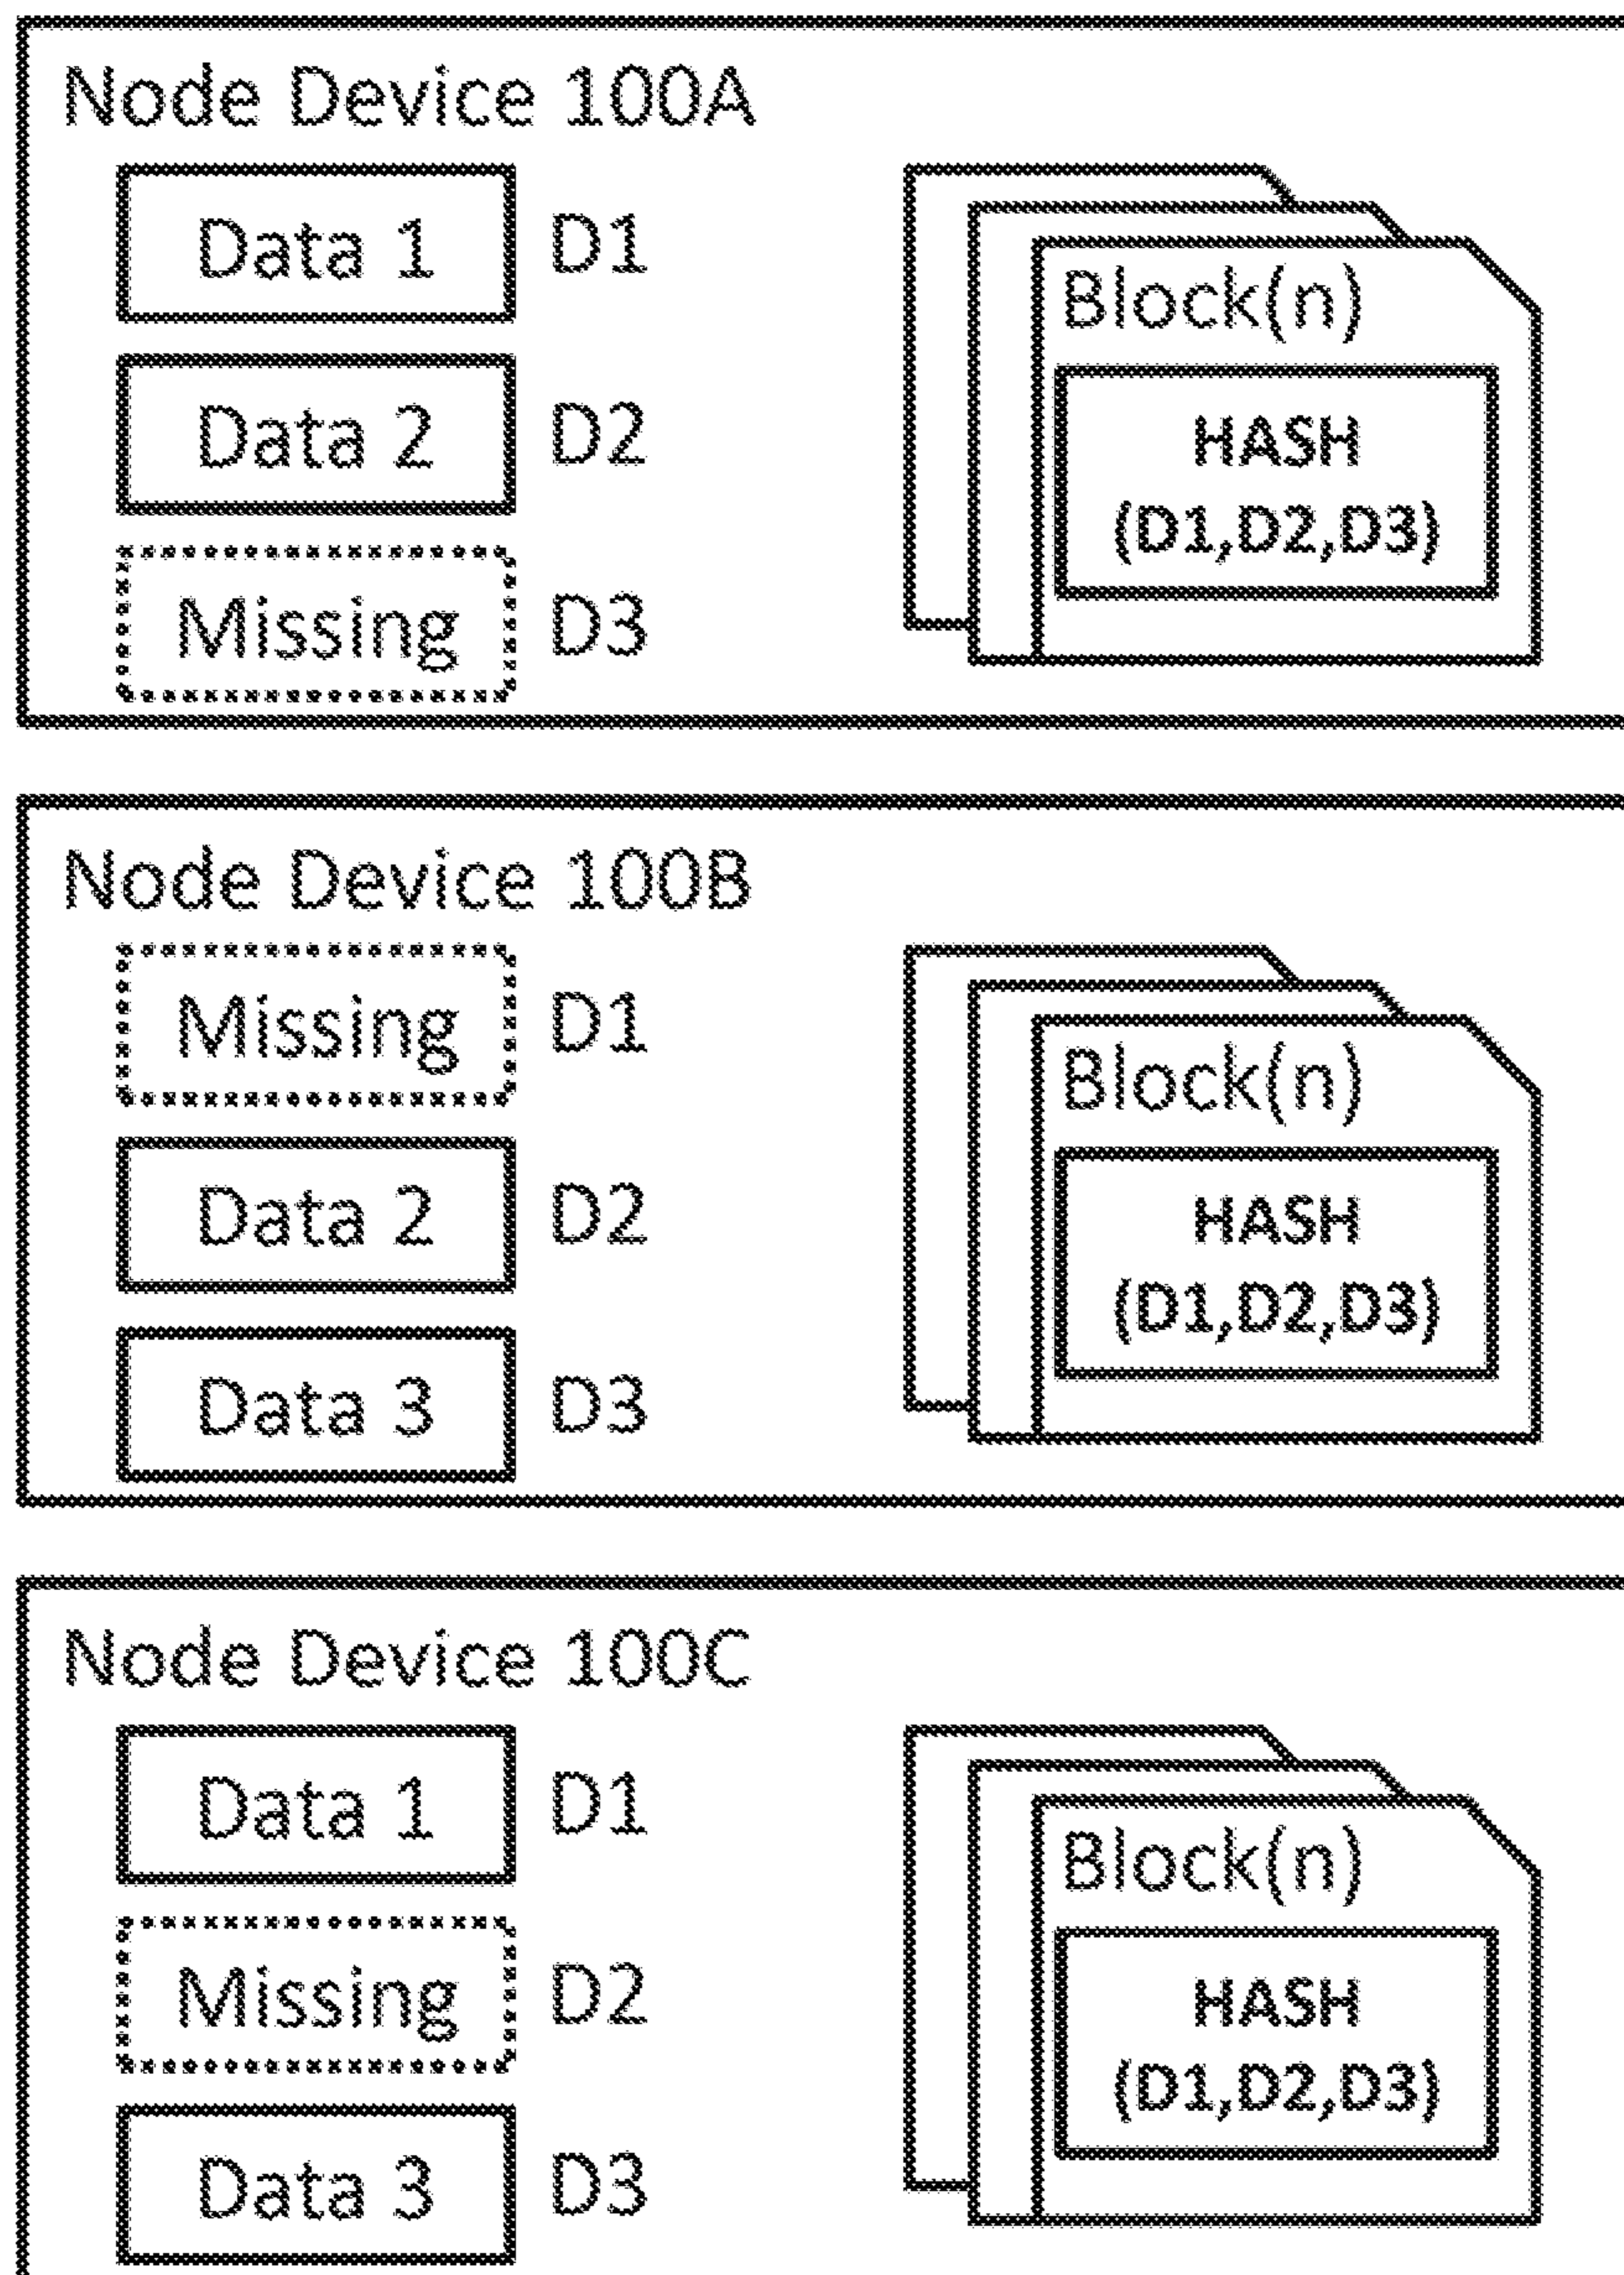 Node Device 100A
Data 1 D1
Data 2 D2
Missing D3
Block(n)
HASH
(D1,D2,D3)
Node Device 100B
Missing D1
Data 2 D2
Data 3 D3
Block(n)
HASH
(D1,D2,D3)
Node Device 100C
Data 1 D1
Missing D2
Data 3 D3
Block(n)
HASH
(D1,D2,D3)